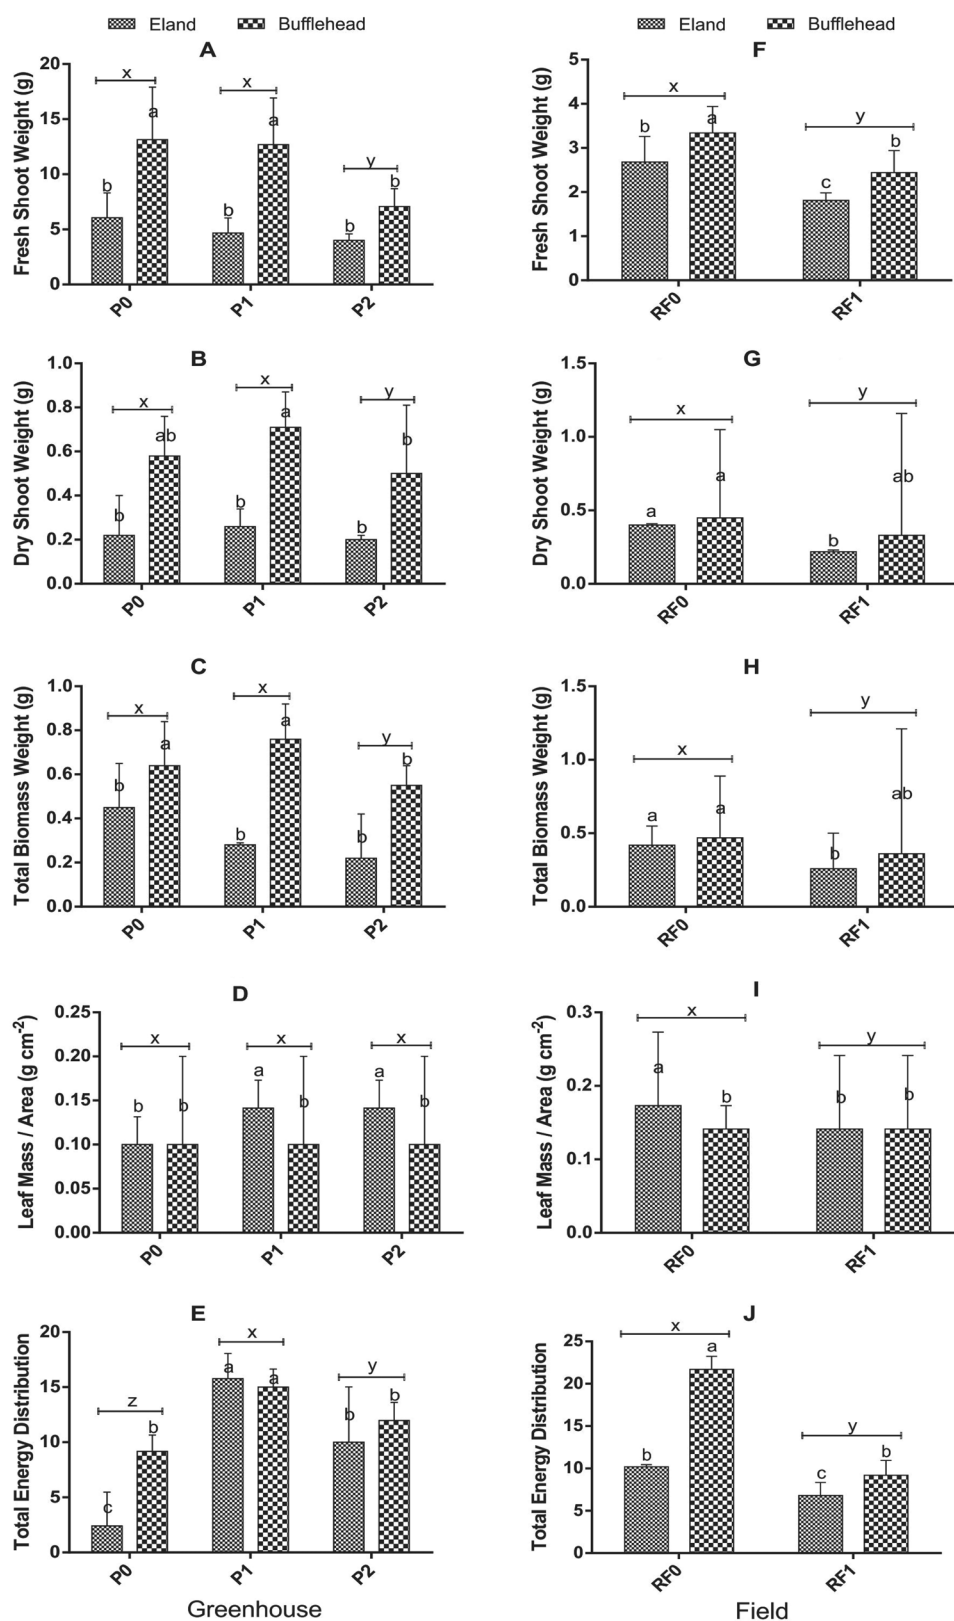 Eland Bufflehead
A
Fresh Shoot Weight (g)
20
15
10
5
0
x
x
y
b
a
b
a
b
b
P0 P1 P2
B
Dry Shoot Weight (g)
1.0
0.8
0.6
0.4
0.2
0.0
x
x
y
b
ab
b
a
b
b
P0 P1 P2
C
Total Biomass Weight (g)
1.0
0.8
0.6
0.4
0.2
0.0
x
x
y
b
a
b
a
b
b
P0 P1 P2
D
Leaf Mass / Area (g cm-2)
0.25
0.20
0.15
0.10
0.05
0.00
x
x
x
b
b
a
b
a
b
P0 P1 P2
E
Total Energy Distribution
20
15
10
5
0
z
x
y
c
b
a
a
b
b
P0 P1 P2
Greenhouse
Eland Bufflehead
F
Fresh Shoot Weight (g)
5
4
3
2
1
0
x
y
b
a
c
b
RF0 RF1
G
Dry Shoot Weight (g)
1.5
1.0
0.5
0.0
x
y
a
a
b
ab
RF0 RF1
H
Total Biomass Weight (g)
1.5
1.0
0.5
0.0
x
y
a
a
b
ab
RF0 RF1
I
Leaf Mass / Area (g cm-2)
0.3
0.2
0.1
0.0
x
y
a
b
b
b
RF0 RF1
J
Total Energy Distribution
25
20
15
10
5
0
x
y
b
a
c
b
RF0 RF1
Field